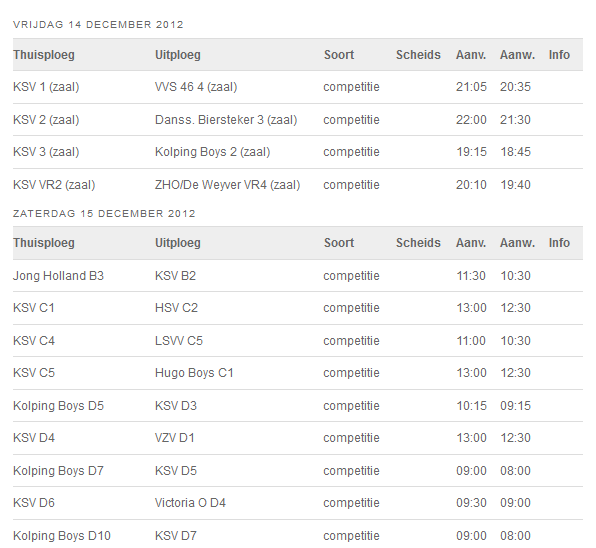 VRIJDAG 14 DECEMBER 2012
Thuisploeg Uitploeg Soort Scheids Aanv. Aanw. Info
KSV 1 (zaal) VVS 46 4 (zaal) competitie 21:05 20:35
KSV 2 (zaal) Danss. Biersteker 3 (zaal) competitie 22:00 21:30
KSV 3 (zaal) Kolping Boys 2 (zaal) competitie 19:15 18:45
KSV VR2 (zaal) ZHO/De Weyver VR4 (zaal) competitie 20:10 19:40
ZATERDAG 15 DECEMBER 2012
Thuisploeg Uitploeg Soort Scheids Aanv. Aanw. Info
Jong Holland B3 KSV B2 competitie 11:30 10:30
KSV C1 HSV C2 competitie 13:00 12:30
KSV C4 LSVV C5 competitie 11:00 10:30
KSV C5 Hugo Boys C1 competitie 13:00 12:30
Kolping Boys D5 KSV D3 competitie 10:15 09:15
KSV D4 VZV D1 competitie 13:00 12:30
Kolping Boys D7 KSV D5 competitie 09:00 08:00
KSV D6 Victoria O D4 competitie 09:30 09:00
Kolping Boys D10 KSV D7 competitie 09:00 08:00